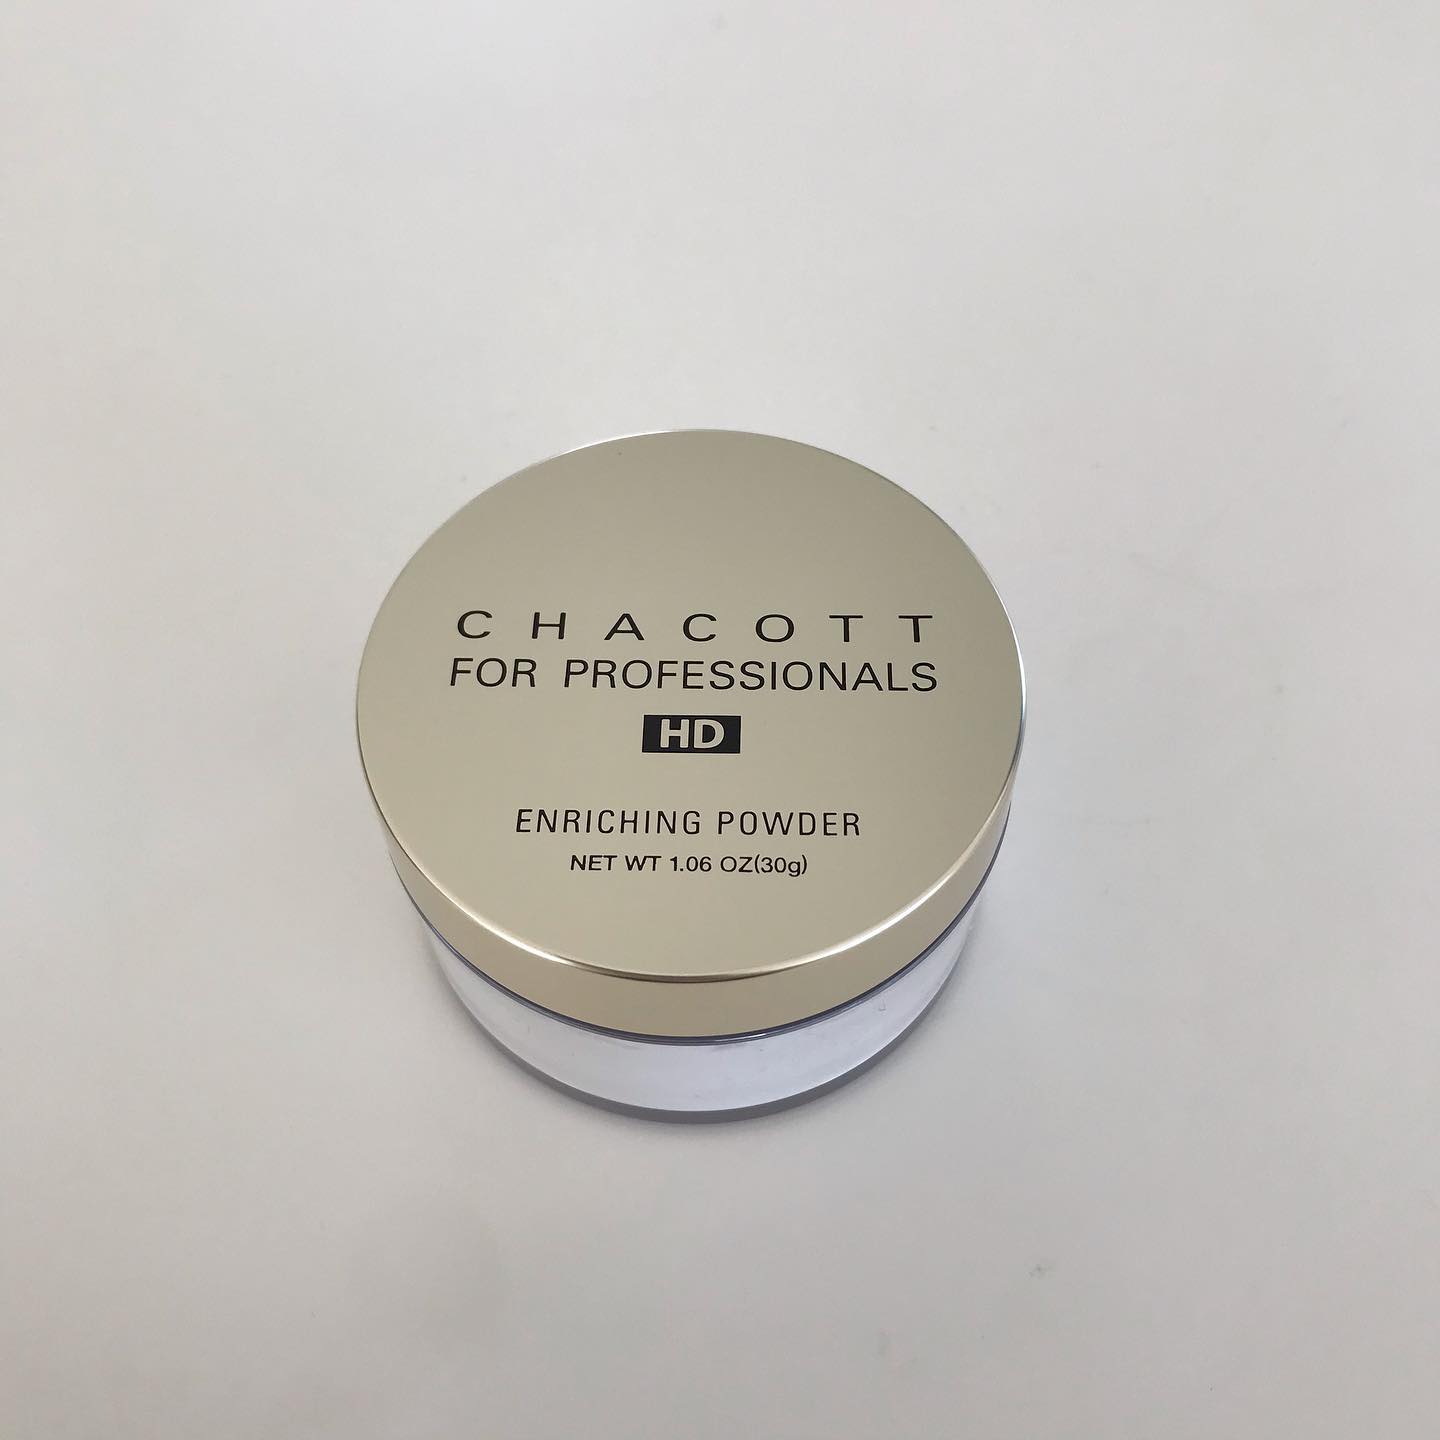 CHACOTT
FOR PROFESSIONALS
HD
ENRICHING POWDER
NET WT 1.06 OZ(30g)